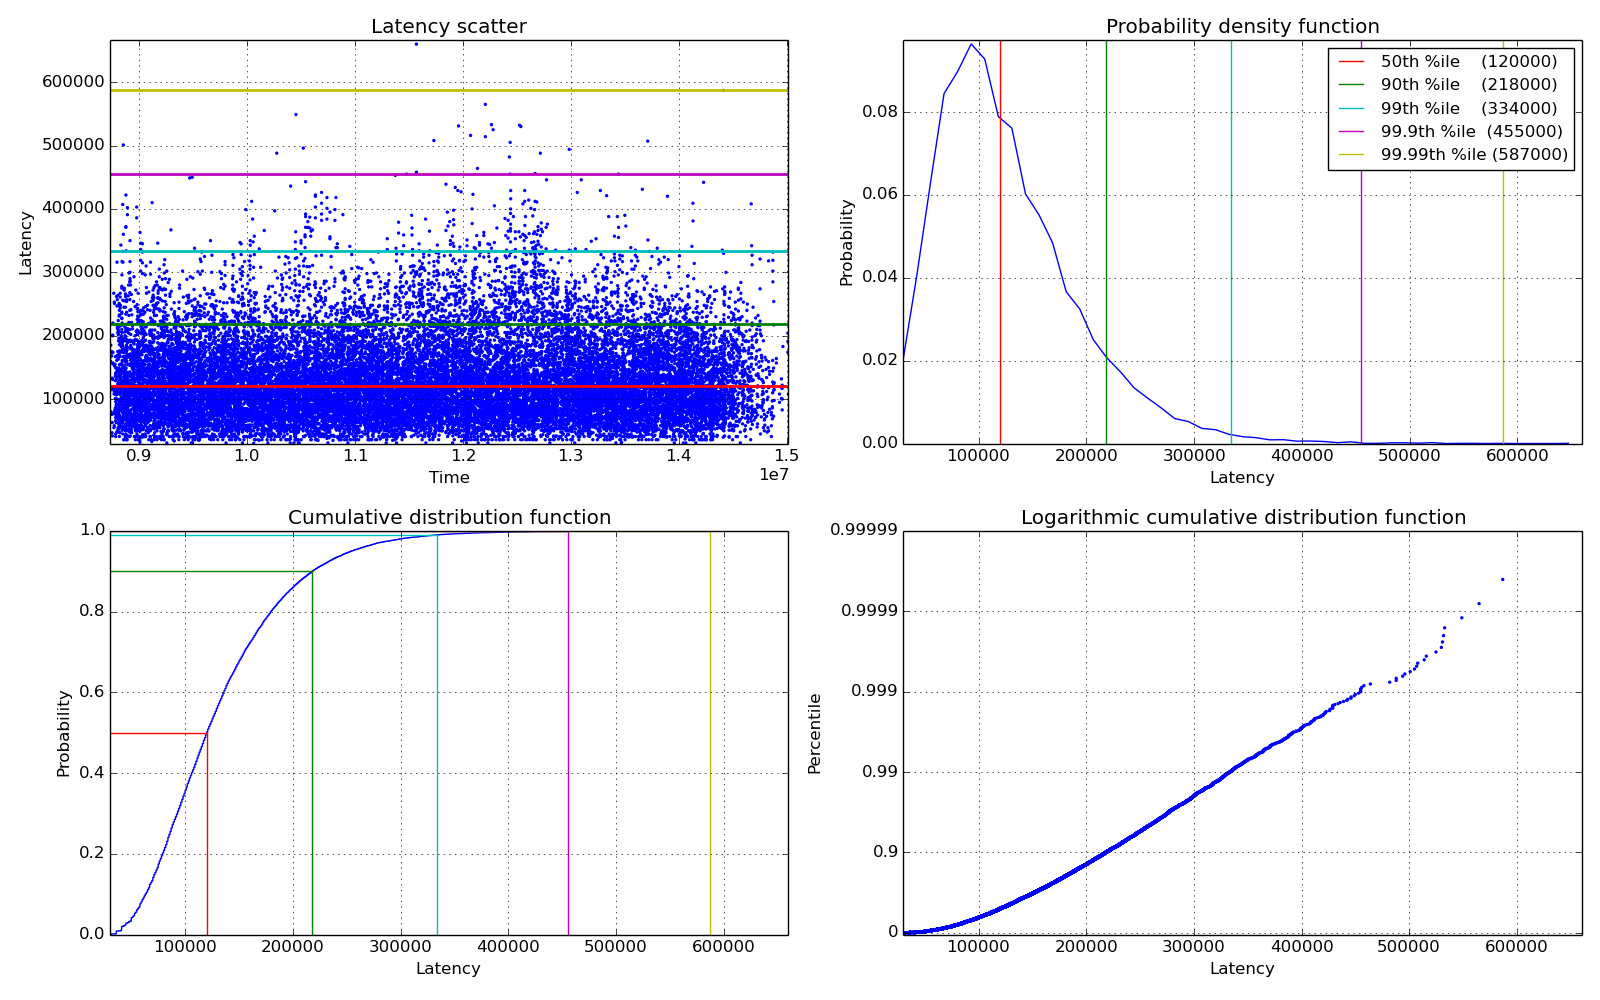 Latency scatter
600000
500000
400000
300000
200000
100000
Latency
0.9 1.0 1.1 1.2 1.3 1.4 1.5
1e7
Time
Probability density function
50th %ile (120000)
90th %ile (218000)
99th %ile (334000)
99.9th %ile (455000)
99.99th %ile (587000)
0.08
0.06
0.04
0.02
0.00
Probability
100000 200000 300000 400000 500000 600000
Latency
Cumulative distribution function
1.0
0.8
0.6
0.4
0.2
0.0
Probability
100000 200000 300000 400000 500000 600000
Latency
Logarithmic cumulative distribution function
0.99999
0.9999
0.999
0.99
0.9
0
Percentile
100000 200000 300000 400000 500000 600000
Latency